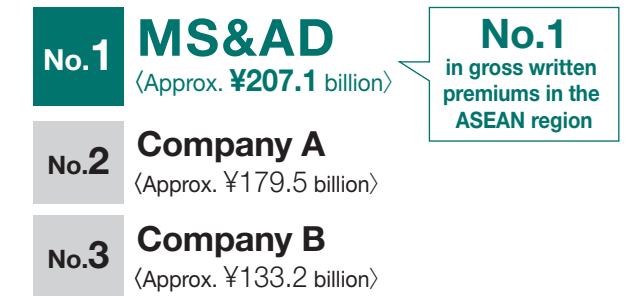 No.1
MS&AD
〈Approx. ¥207.1 billion〉
No.1
in gross written
premiums in the
ASEAN region
No.2
Company A
〈Approx. ¥179.5 billion〉
No.3
Company B
〈Approx. ¥133.2 billion〉